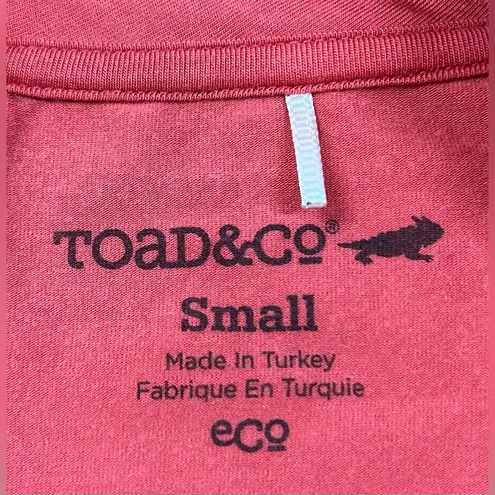 TOAD&CO®
Small
Made In Turkey
Fabrique En Turquie
eco